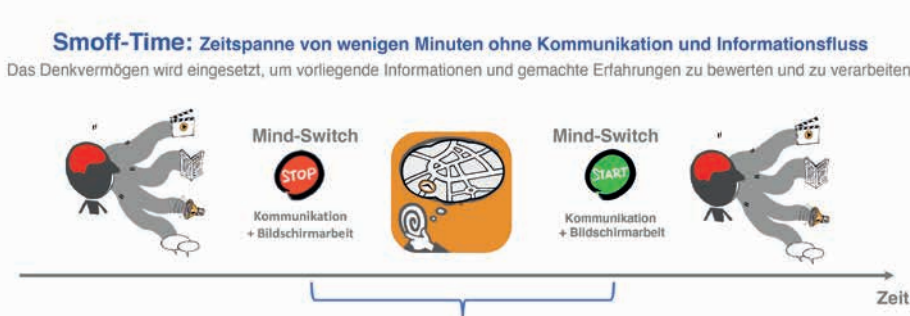 Smoff-Time: Zeitspanne von wenigen Minuten ohne Kommunikation und Informationsfluss
Das Denkvermögen wird eingesetzt, um vorliegende Informationen und gemachte Erfahrungen zu bewerten und zu verarbeiten
Mind-Switch
STOP
Kommunikation
+ Bildschirmarbeit
Mind-Switch
START
Kommunikation
+ Bildschirmarbeit
Zeit